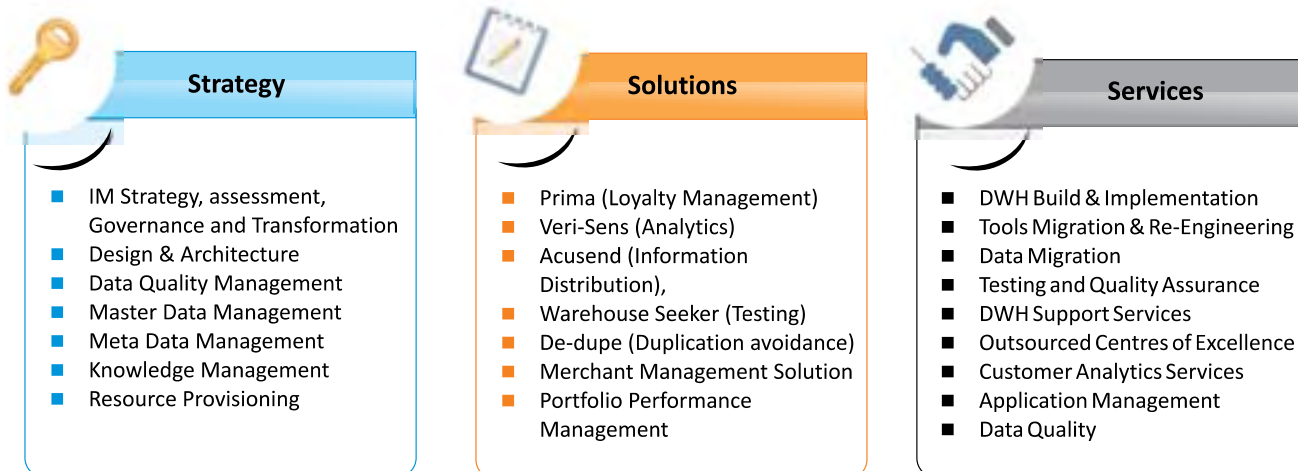 Strategy
IM Strategy, assessment,
Governance and Transformation
Design & Architecture
Data Quality Management
Master Data Management
Meta Data Management
Knowledge Management
Resource Provisioning
Solutions
Prima (Loyalty Management)
Veri-Sens (Analytics)
Acusend (Information
Distribution),
Warehouse Seeker (Testing)
De-dupe (Duplication avoidance)
Merchant Management Solution
Portfolio Performance
Management
Services
DWH Build & Implementation
Tools Migration & Re-Engineering
Data Migration
Testing and Quality Assurance
DWH Support Services
Outsourced Centres of Excellence
Customer Analytics Services
Application Management
Data Quality